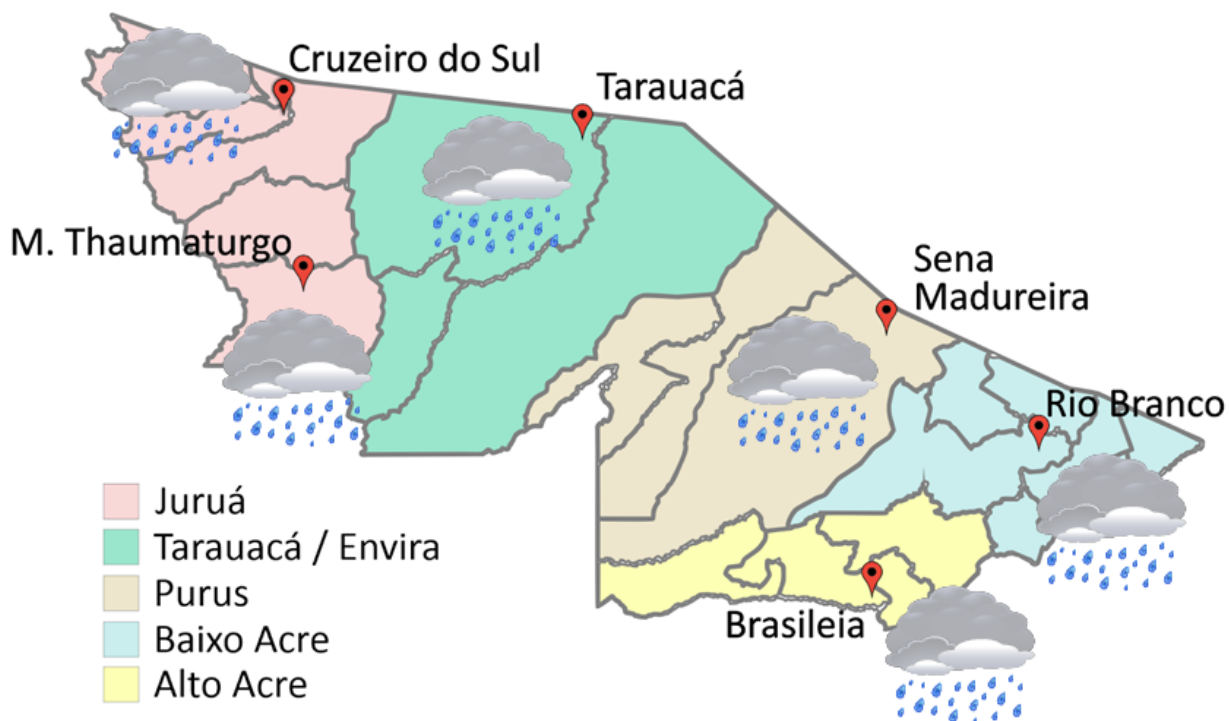 Cruzeiro do Sul
Tarauacá
M. Thaumaturgo
Sena
Madureira
Rio Branco
Brasileia
Juruá
Tarauacá / Envira
Purus
Baixo Acre
Alto Acre